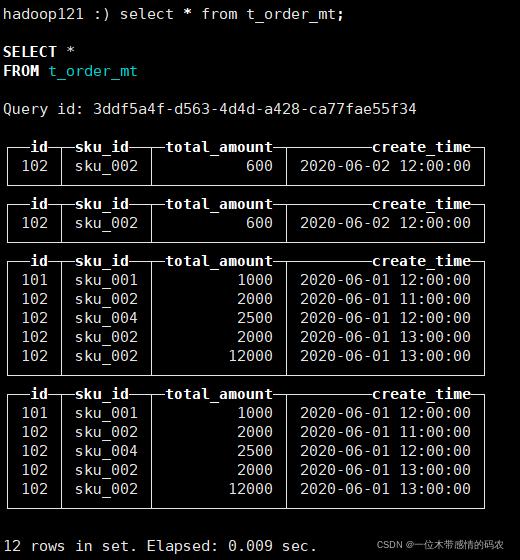 hadoop121 :) select * from t_order_mt;
SELECT *
FROM t_order_mt
Query id: 3ddf5a4f-d563-4d4d-a428-ca77fae55f34
id sku_id total_amount create_time
102 sku_002 600 2020-06-02 12:00:00
id sku_id total_amount create_time
102 sku_002 600 2020-06-02 12:00:00
id sku_id total_amount create_time
101 sku_001 1000 2020-06-01 12:00:00
102 sku_002 2000 2020-06-01 11:00:00
102 sku_004 2500 2020-06-01 12:00:00
102 sku_002 2000 2020-06-01 13:00:00
102 sku_002 12000 2020-06-01 13:00:00
id sku_id total_amount create_time
101 sku_001 1000 2020-06-01 12:00:00
102 sku_002 2000 2020-06-01 11:00:00
102 sku_004 2500 2020-06-01 12:00:00
102 sku_002 2000 2020-06-01 13:00:00
102 sku_002 12000 2020-06-01 13:00:00
12 rows in set. Elapsed: 0.009 sec.
CSDN @一位木带感情的码农